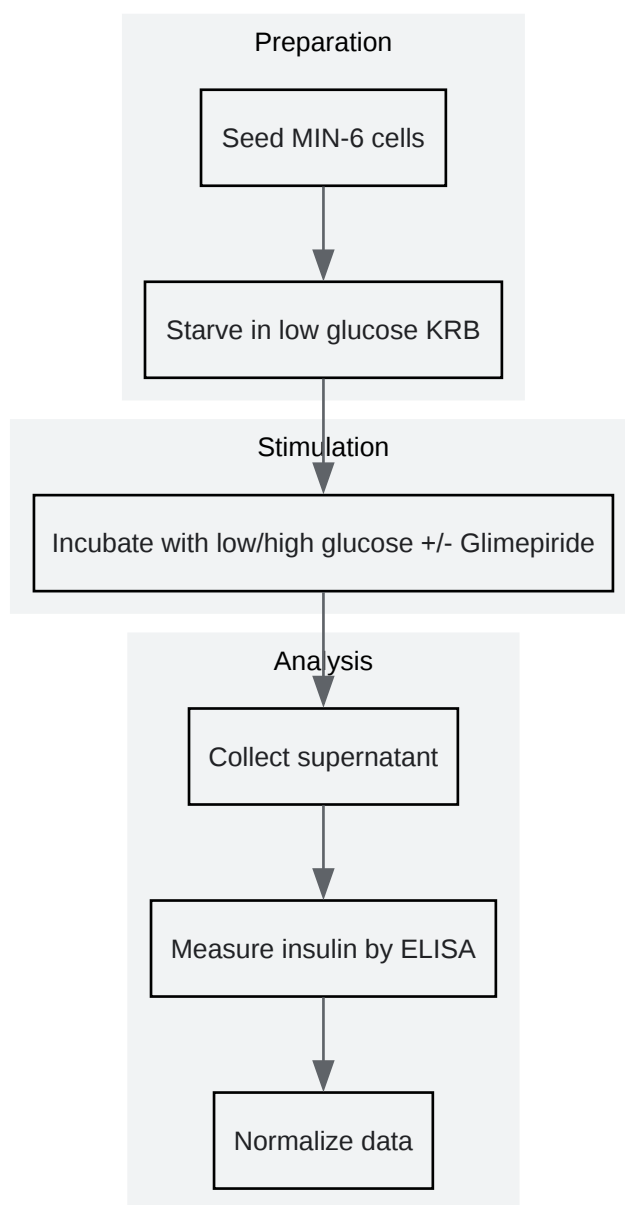 Preparation
Seed MIN-6 cells
Starve in low glucose KRB
Stimulation
Incubate with low/high glucose +/- Glimepiride
Analysis
Collect supernatant
Measure insulin by ELISA
Normalize data